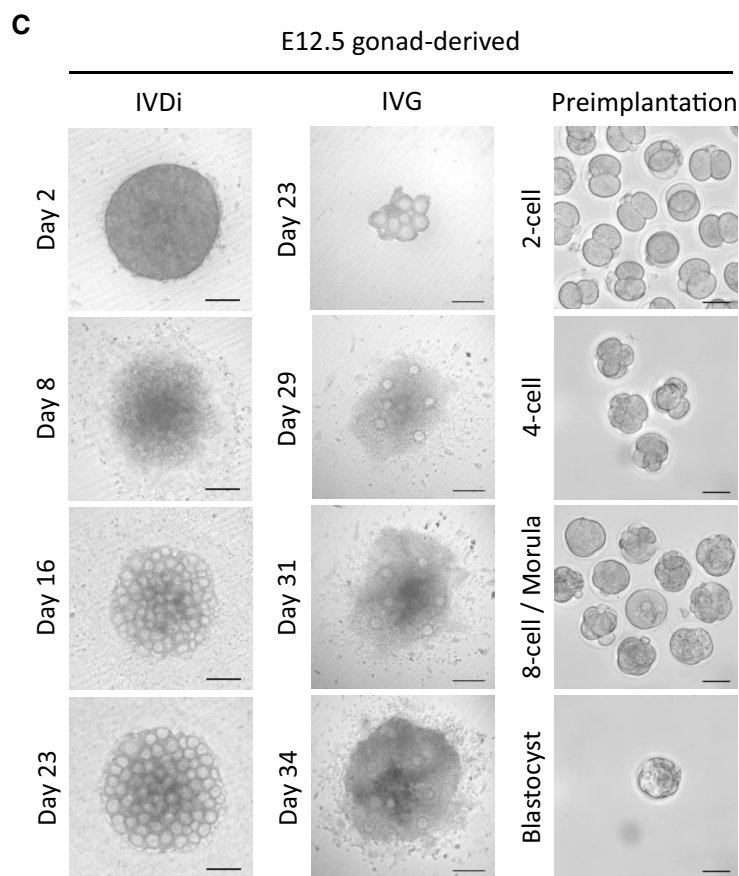 C
E12.5 gonad-derived
IVDi
IVG
Preimplantation
Day 2
Day 23
2-cell
Day 8
Day 29
4-cell
Day 16
Day 31
8-cell / Morula
Day 23
Day 34
Blastocyst